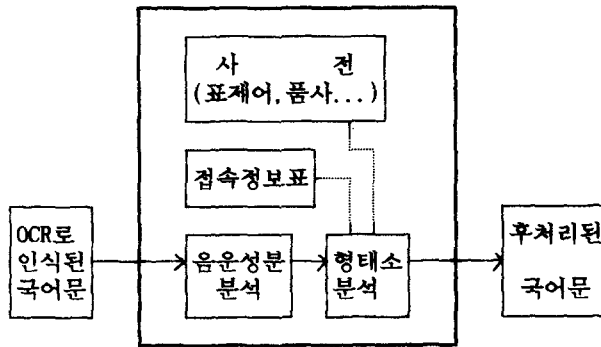 사 전
(표제어,품사...)
접속정보표
OCR로
인식된
국어문
음운성분
분석
형태소
분석
후처리된
국어문